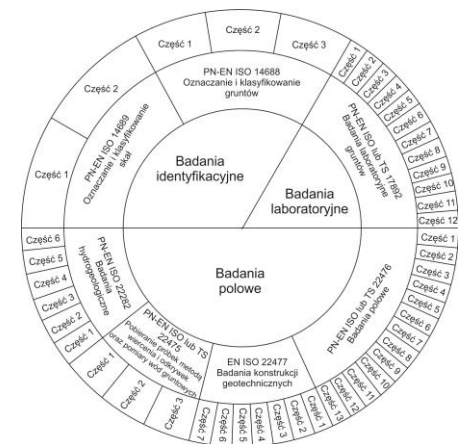 Badania
identyfikacyjne
Badania
laboratoryjne
Badania
polowe
PN-EN ISO 14689
Oznaczanie i klasyfikowanie
skał
Część 1
Część 2
PN-EN ISO 14688
Oznaczanie i klasyfikowanie
gruntów
Część 1
Część 2
Część 3
PN-EN ISO lub TS 17892
Badania laboratoryjne
gruntów
Część 1
Część 2
Część 3
Część 4
Część 5
Część 6
Część 7
Część 8
Część 9
Część 10
Część 11
Część 12
PN-EN ISO lub TS 22476
Badania polowe
Część 1
Część 2
Część 3
Część 4
Część 5
Część 6
Część 7
Część 8
Część 9
Część 10
Część 11
Część 12
Część 13
EN ISO 22477
Badania konstrukcji
geotechnicznych
Część 1
Część 2
Część 3
Część 4
Część 5
Część 6
Część 7
PN-EN ISO lub TS
22475
Pobieranie próbek metodą
wiercenia i odkrywek
oraz pomiary wód gruntowych
Część 3
Część 2
Część 1
PN-EN ISO 22282
Badania
hydrogeologiczne
Część 1
Część 2
Część 3
Część 4
Część 5
Część 6